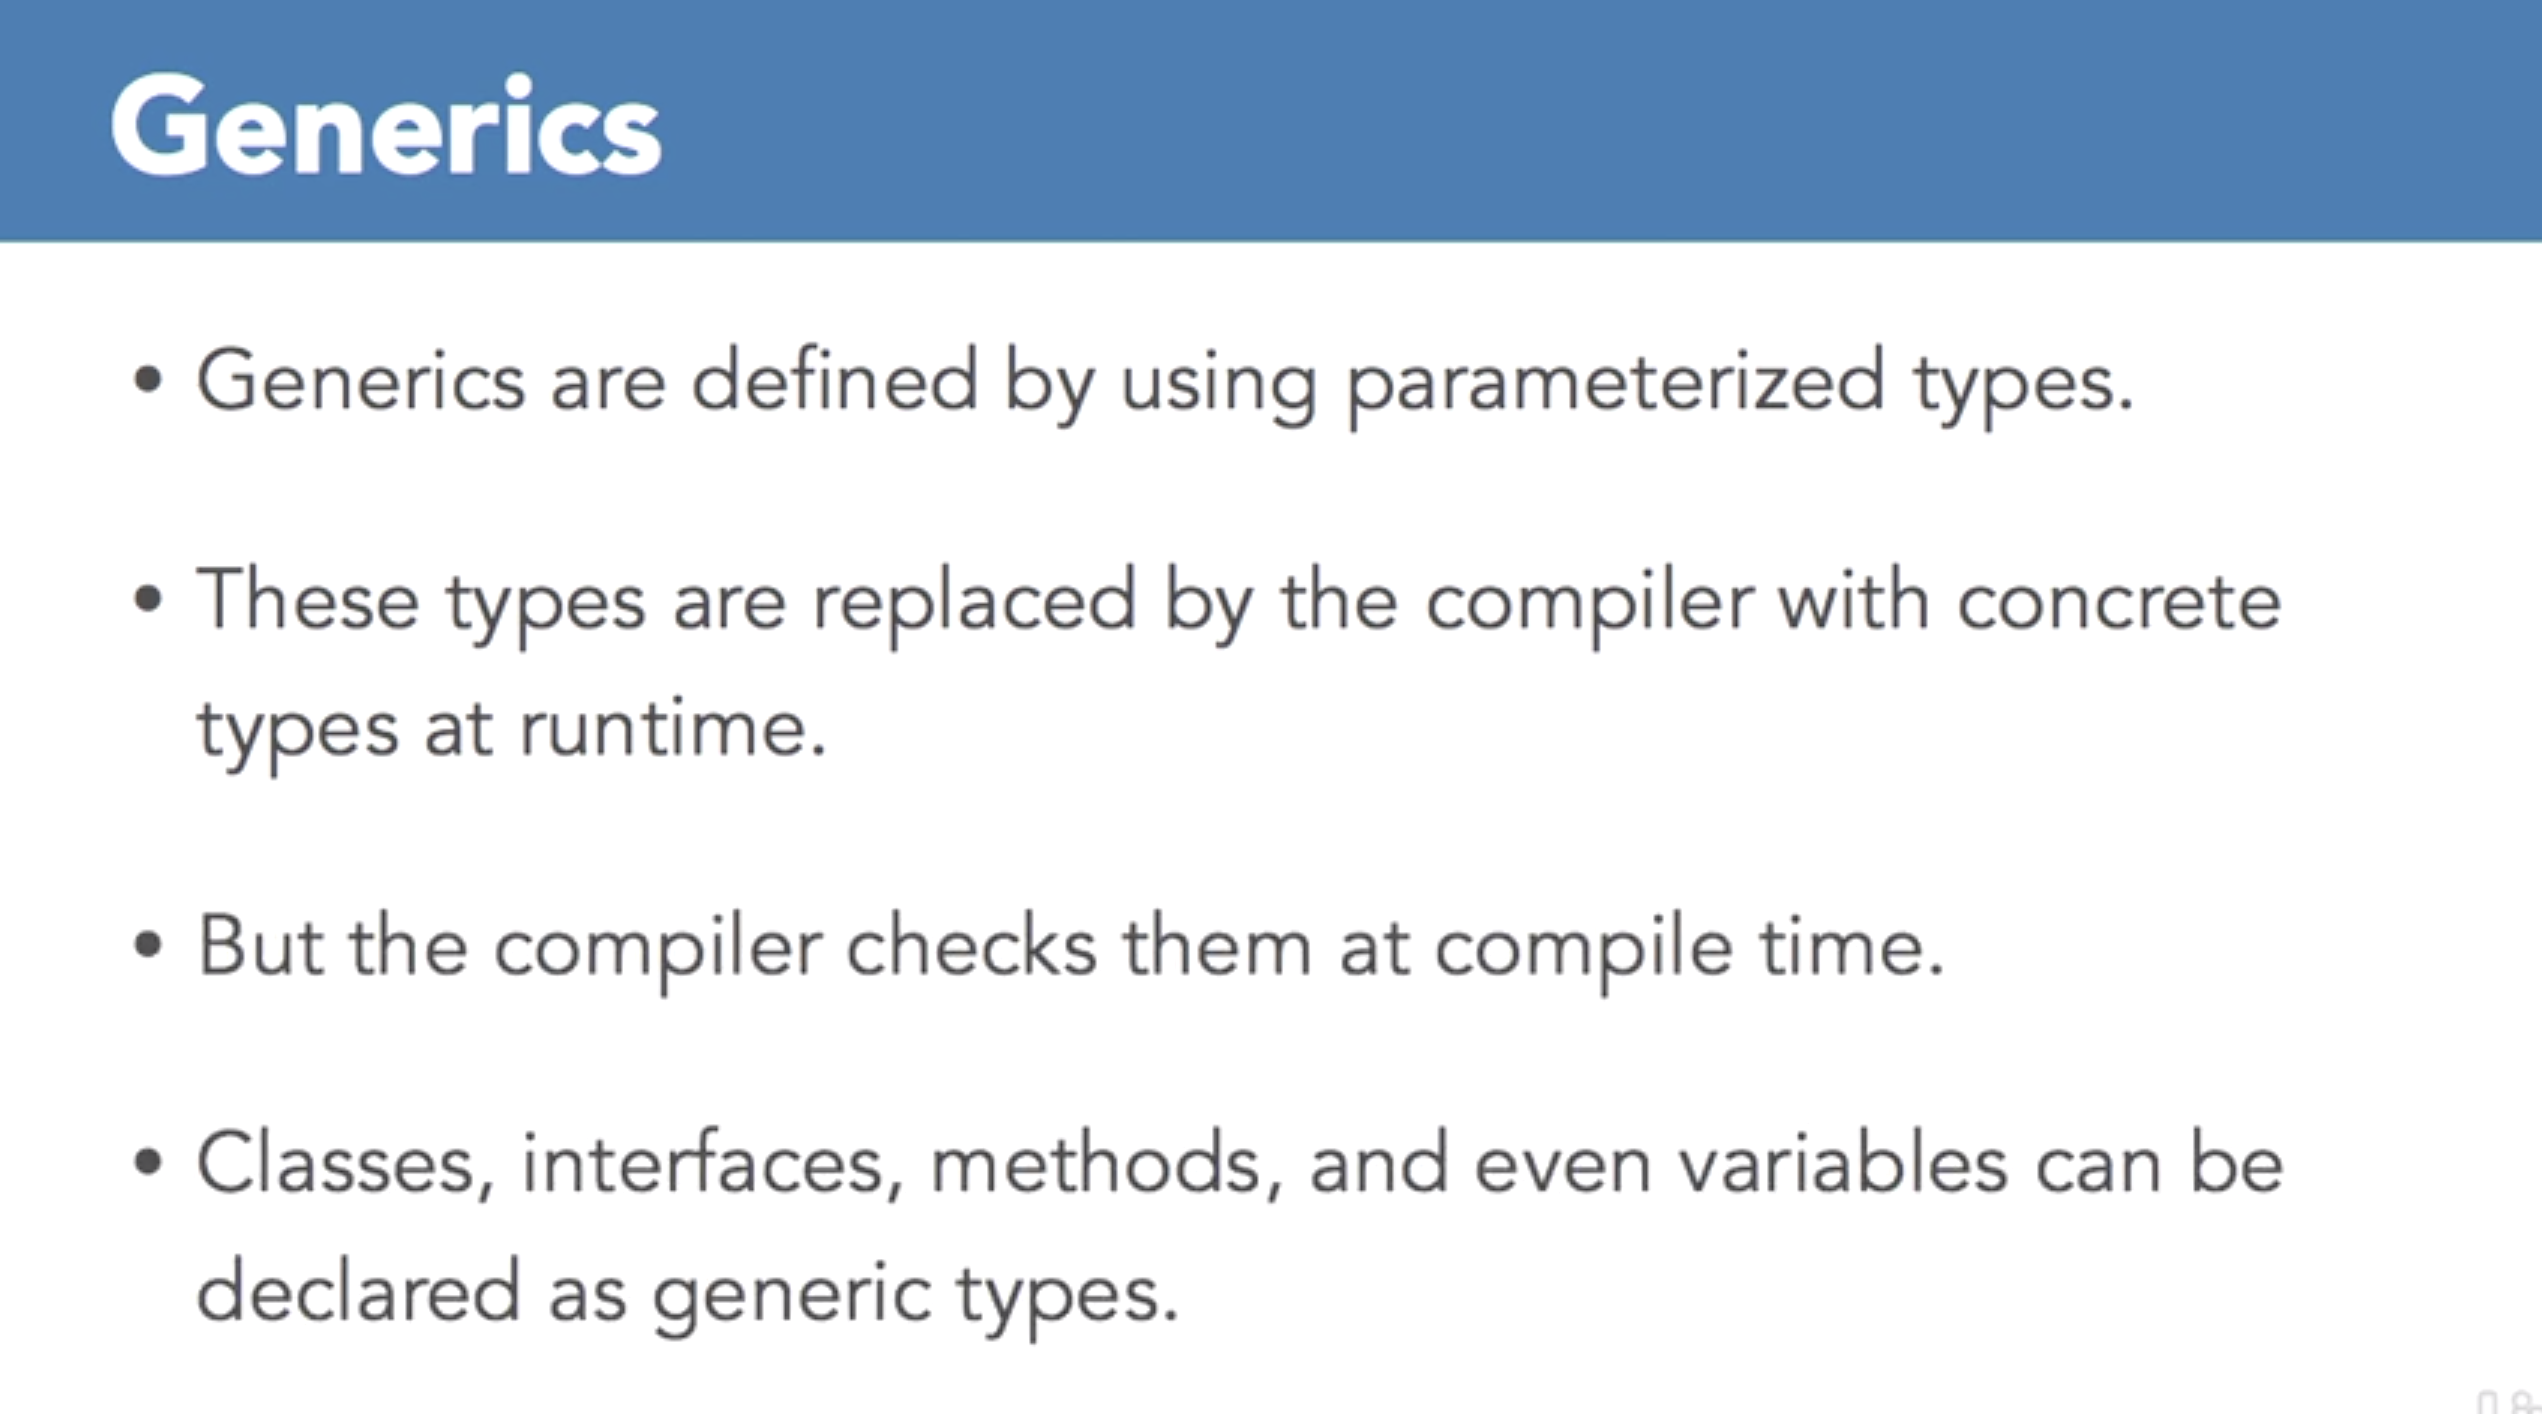 Generics
• Generics are defined by using parameterized types.
• These types are replaced by the compiler with concrete
types at runtime.
• But the compiler checks them at compile time.
• Classes, interfaces, methods, and even variables can be
declared as generic types.